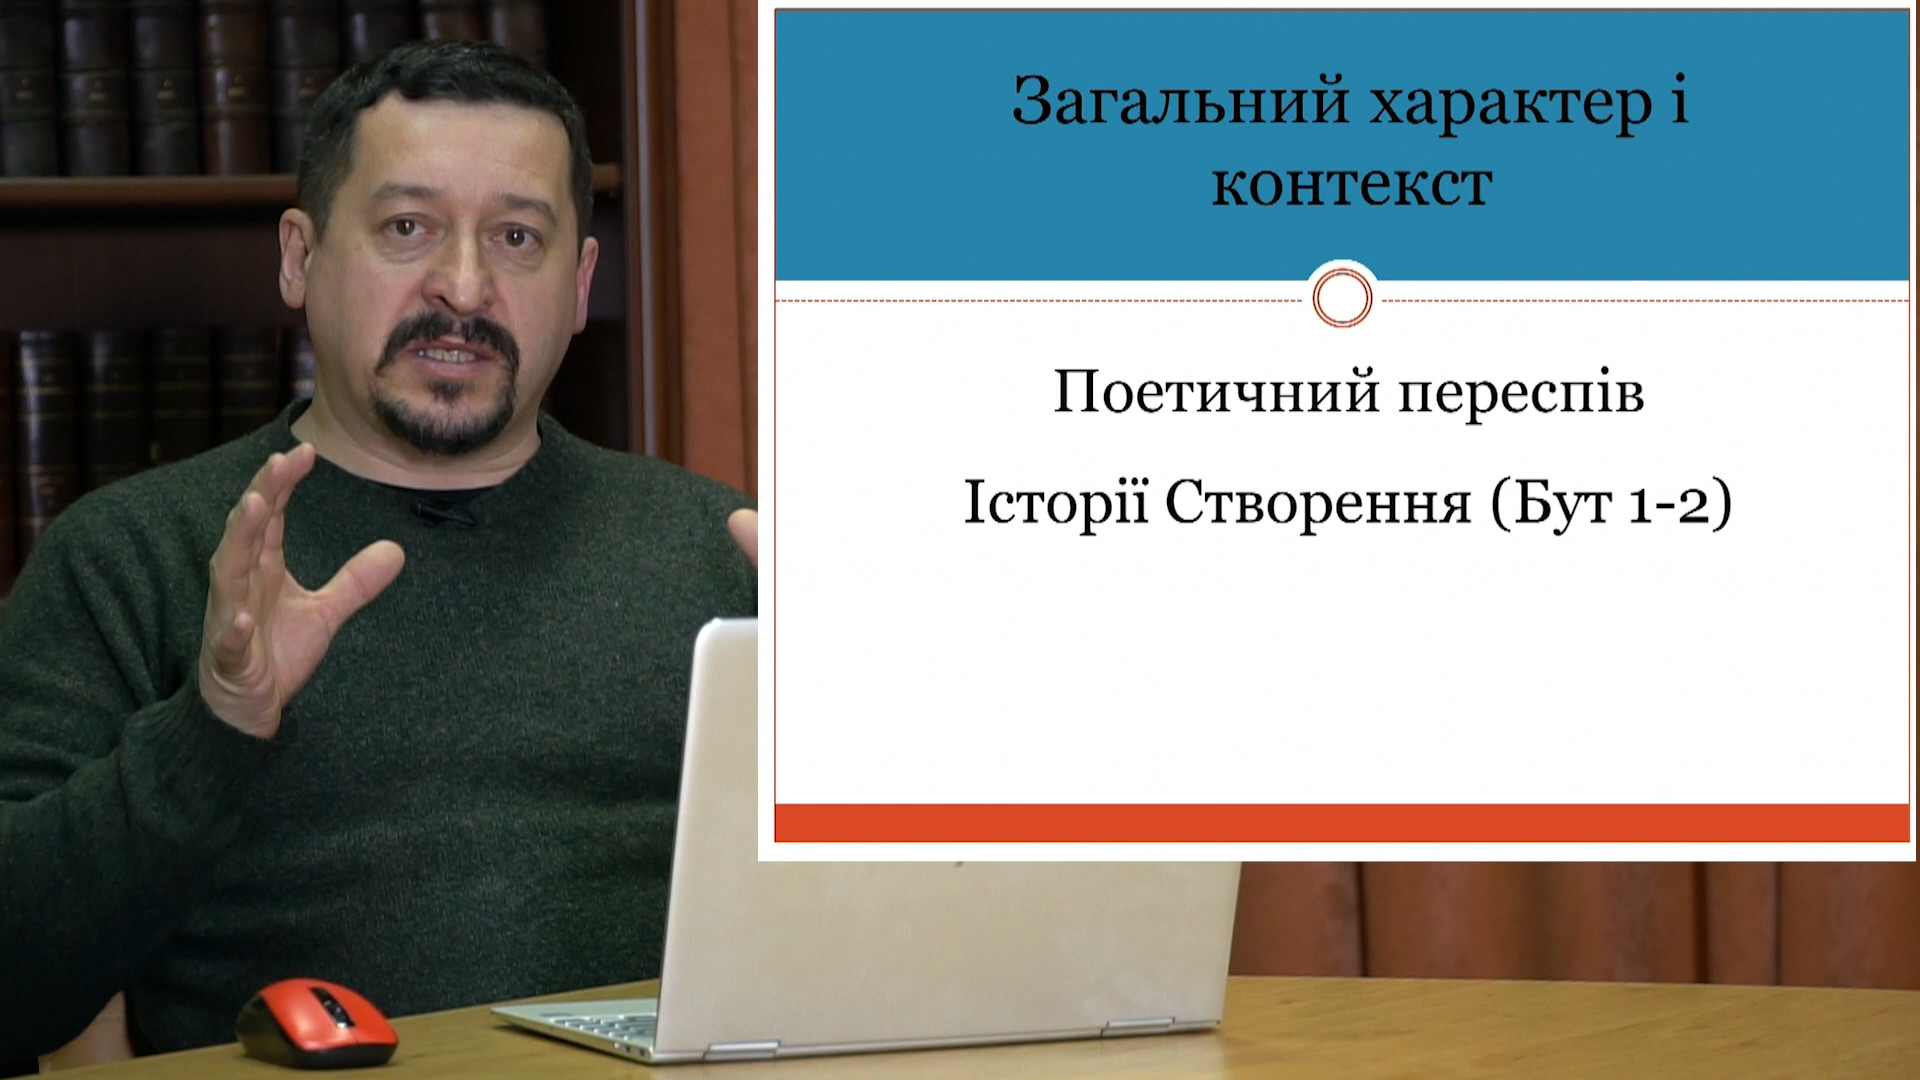 Загальний характер і
контекст
Поетичний переспів
Історії Створення (Бут 1-2)